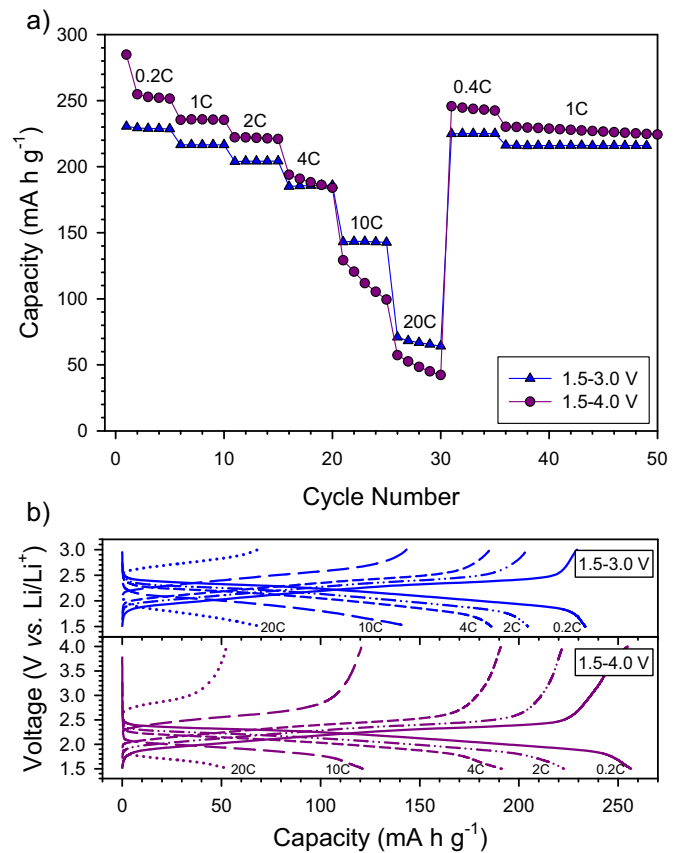 a)
300
250
200
150
100
50
0
Capacity (mA h g⁻¹)
0.2C
1C
2C
4C
10C
20C
0.4C
1C
1.5-3.0 V
1.5-4.0 V
0
10
20
30
40
50
Cycle Number
b)
Voltage (V vs. Li/Li⁺)
3.0
2.5
2.0
1.5
1.5-3.0 V
20C
10C
4C
2C
0.2C
4.0
3.0
2.5
2.0
1.5
1.5-4.0 V
20C
10C
4C
2C
0.2C
0
50
100
150
200
250
Capacity (mA h g⁻¹)